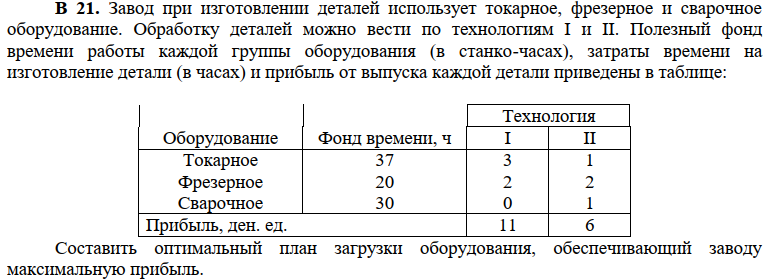 В 21. Завод при изготовлении деталей использует токарное, фрезерное и сварочное
оборудование. Обработку деталей можно вести по технологиям I и II. Полезный фонд
времени работы каждой группы оборудования (в станко-часах), затраты времени на
изготовление детали (в часах) и прибыль от выпуска каждой детали приведены в таблице:
Технология
Оборудование Фонд времени, ч I II
Токарное 37 3 1
Фрезерное 20 2 2
Сварочное 30 0 1
Прибыль, ден. ед. 11 6
Составить оптимальный план загрузки оборудования, обеспечивающий заводу
максимальную прибыль.